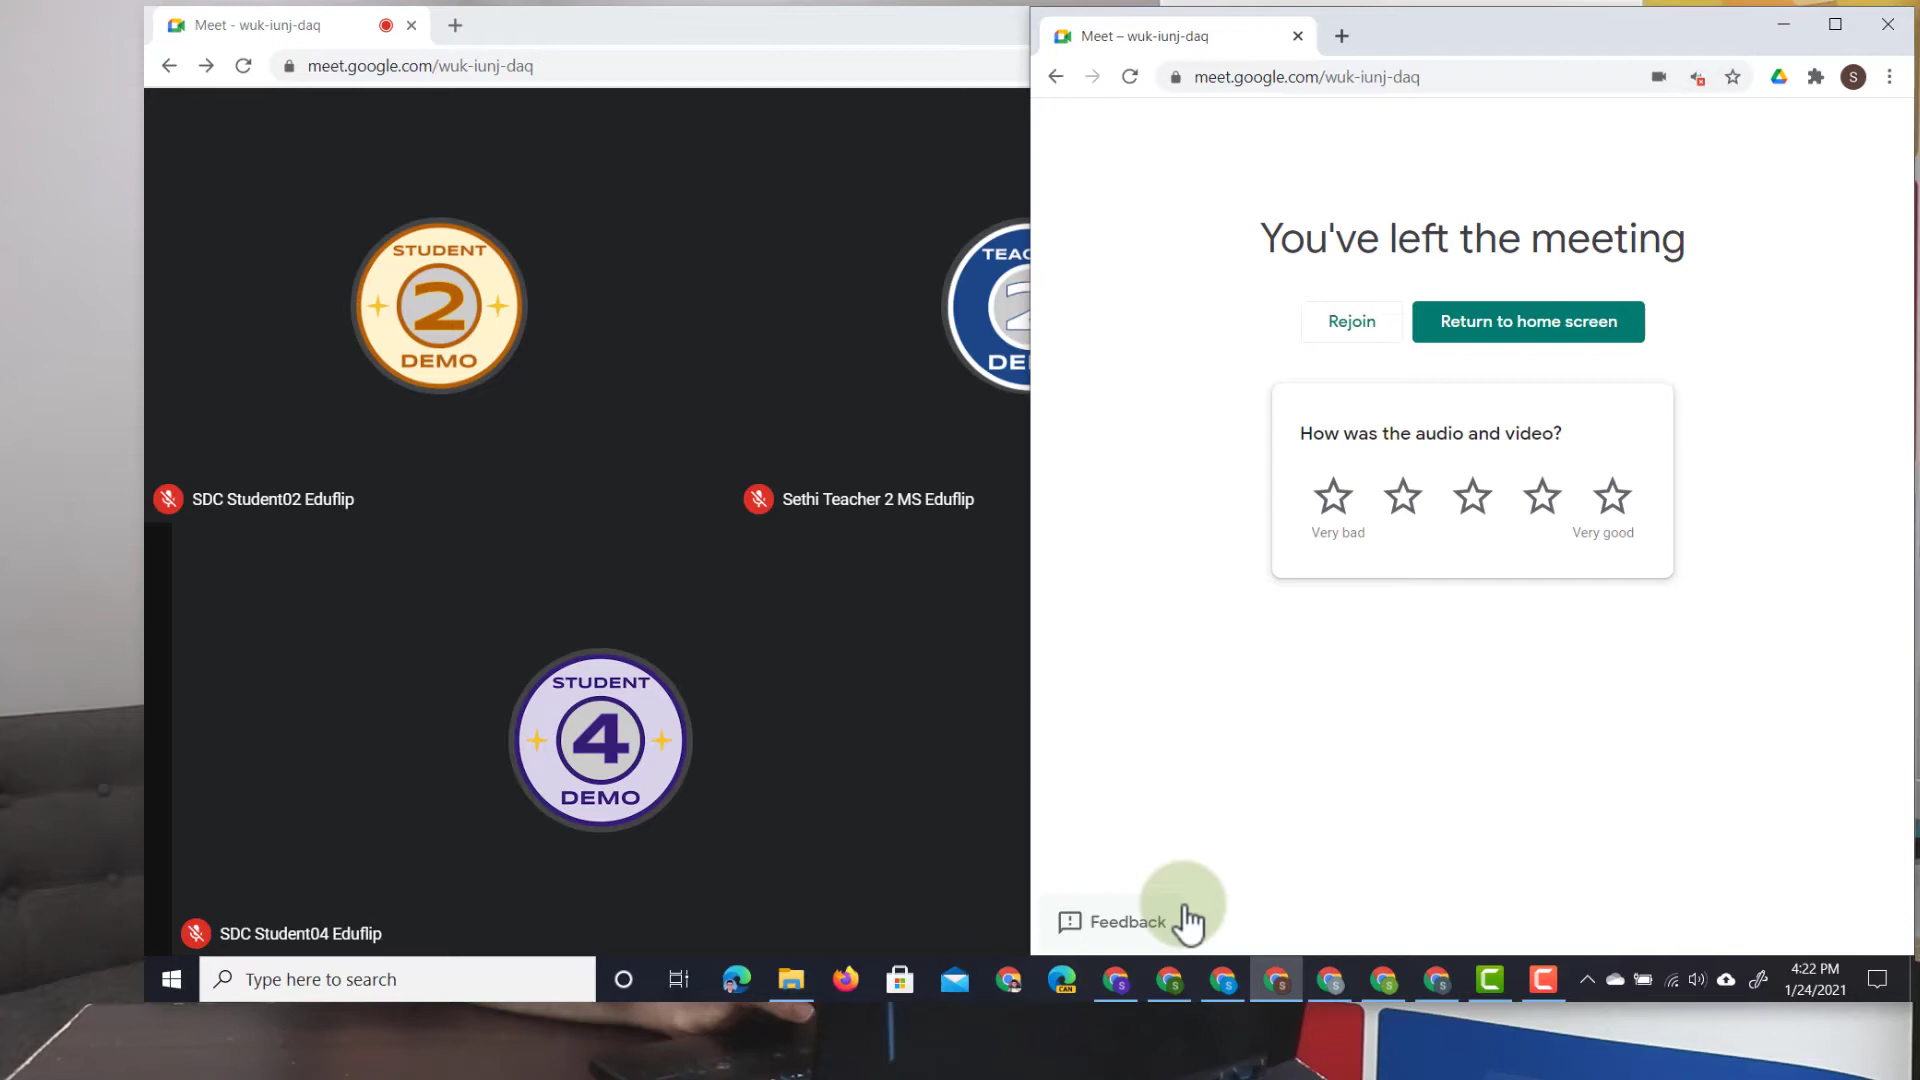 Meet - wuk-iunj-daq
meet.google.com/wuk-iunj-daq
STUDENT
2
DEMO
SDC Student02 Eduflip
2
Sethi Teacher 2 MS Eduflip
STUDENT
4
DEMO
SDC Student04 Eduflip
Meet – wuk-iunj-daq
meet.google.com/wuk-iunj-daq
S
You've left the meeting
Rejoin
Return to home screen
How was the audio and video?
Very bad
Very good
Feedback
Type here to search
CAN
4:22 PM
1/24/2021